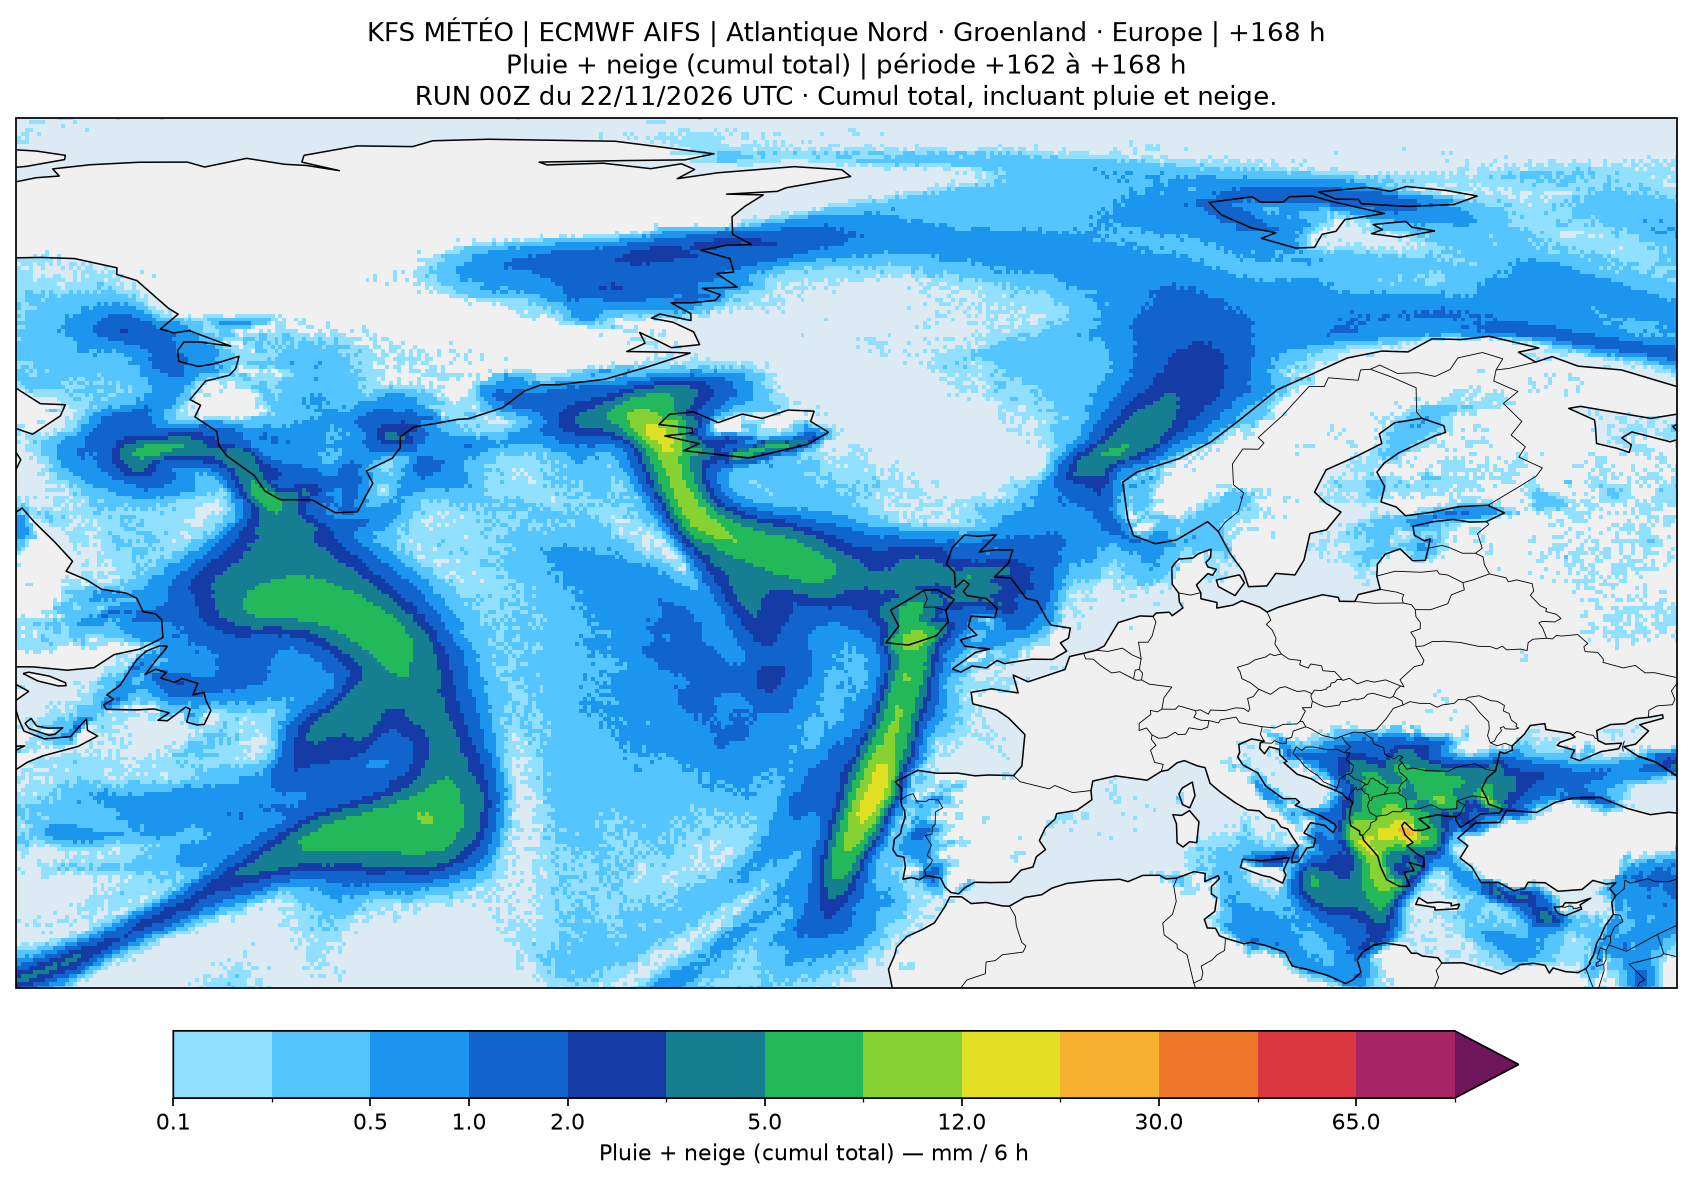 KFS MÉTÉO | ECMWF AIFS | Atlantique Nord · Groenland · Europe | +168 h
Pluie + neige (cumul total) | période +162 à +168 h
RUN 00Z du 22/11/2026 UTC · Cumul total, incluant pluie et neige.
0.1 0.5 1.0 2.0 5.0 12.0 30.0 65.0
Pluie + neige (cumul total) — mm / 6 h